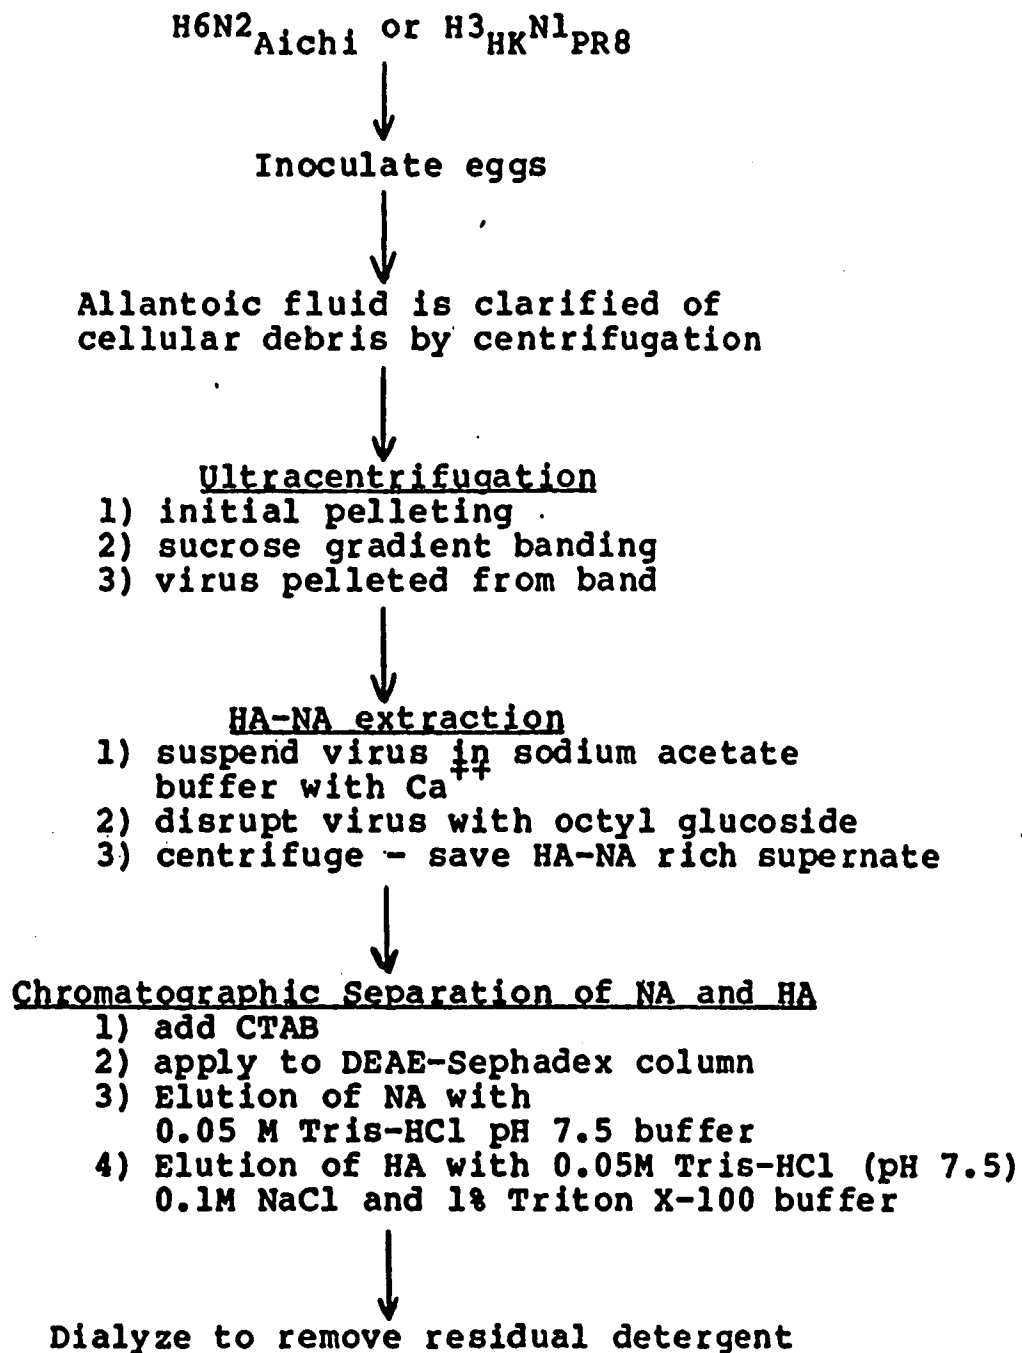 H6N2Aichi or H3HKN1PR8
Inoculate eggs
Allantoic fluid is clarified of
cellular debris by centrifugation
Ultracentrifugation
1) initial pelleting
2) sucrose gradient banding
3) virus pelleted from band
HA-NA extraction
1) suspend virus in sodium acetate
buffer with Ca++
2) disrupt virus with octyl glucoside
3) centrifuge - save HA-NA rich supernate
Chromatographic Separation of NA and HA
1) add CTAB
2) apply to DEAE-Sephadex column
3) Elution of NA with
0.05 M Tris-HCl pH 7.5 buffer
4) Elution of HA with 0.05M Tris-HCl (pH 7.5)
0.1M NaCl and 1% Triton X-100 buffer
Dialyze to remove residual detergent